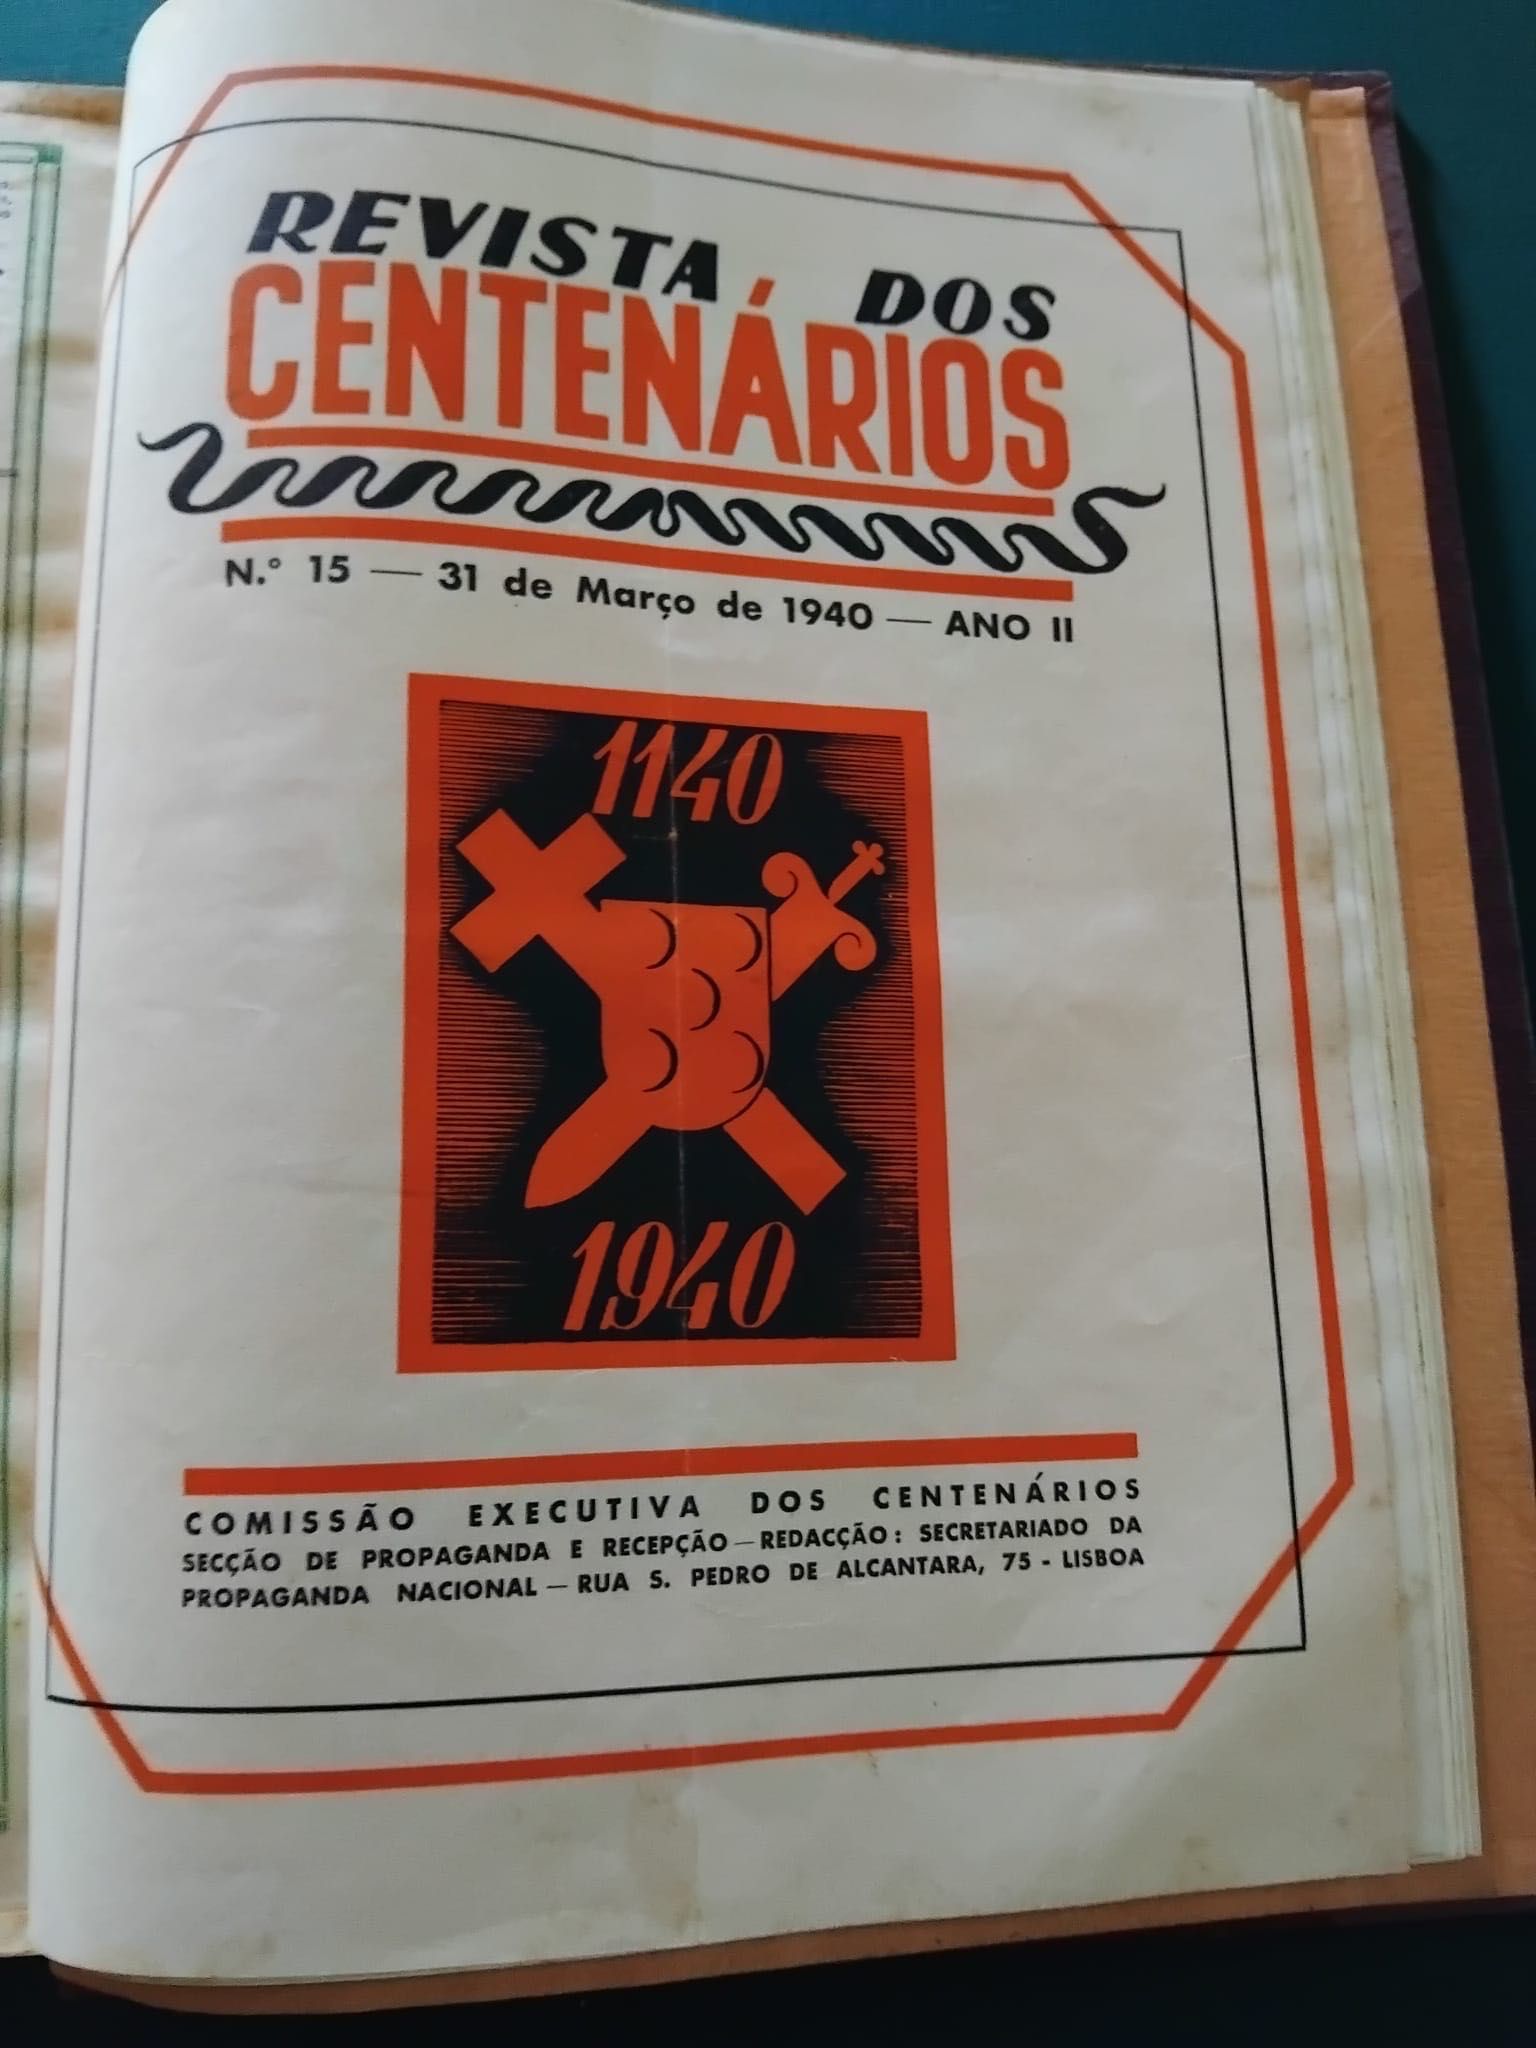 REVISTA DOS
CENTENÁRIOS
N.º 15 — 31 de Março de 1940 — ANO II
1140
1940
COMISSÃO EXECUTIVA DOS CENTENÁRIOS
SECÇÃO DE PROPAGANDA E RECEPÇÃO — REDACÇÃO: SECRETARIADO DA
PROPAGANDA NACIONAL — RUA S. PEDRO DE ALCANTARA, 75 - LISBOA